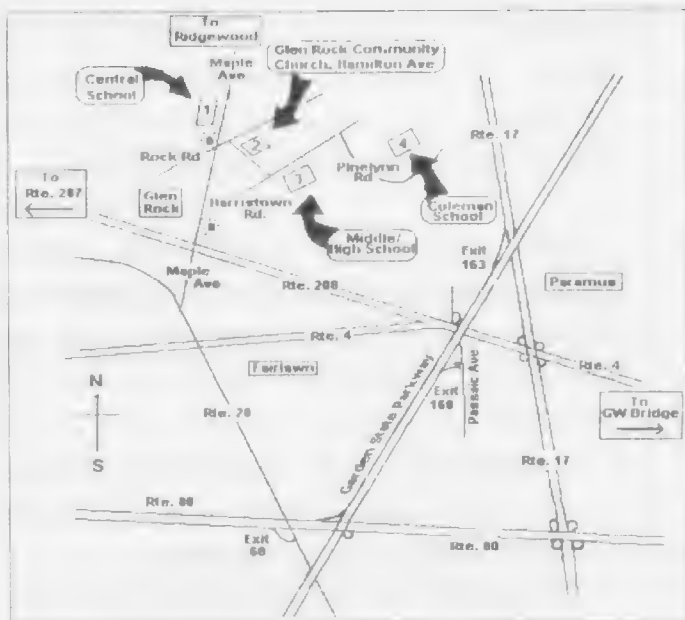 To
Ridgewood
Maple
Ave
Glen Rock Community
Church, Hamilton Ave
Central
School
1
2
3
4
Rte. 17
Rock Rd
Pinelynn
Rd
To
Rte. 287
Glen
Rock
Harristown
Rd.
Coleman
School
Middle/
High School
Exit
163
Maple
Ave
Rte. 208
Paramus
Rte. 4
Fairlawn
Rte. 4
N
S
Rte. 20
Garden State Parkway
Exit
160
Passaic Ave
To
GW Bridge
Rte. 17
Rte. 80
Exit
60
Rte. 80